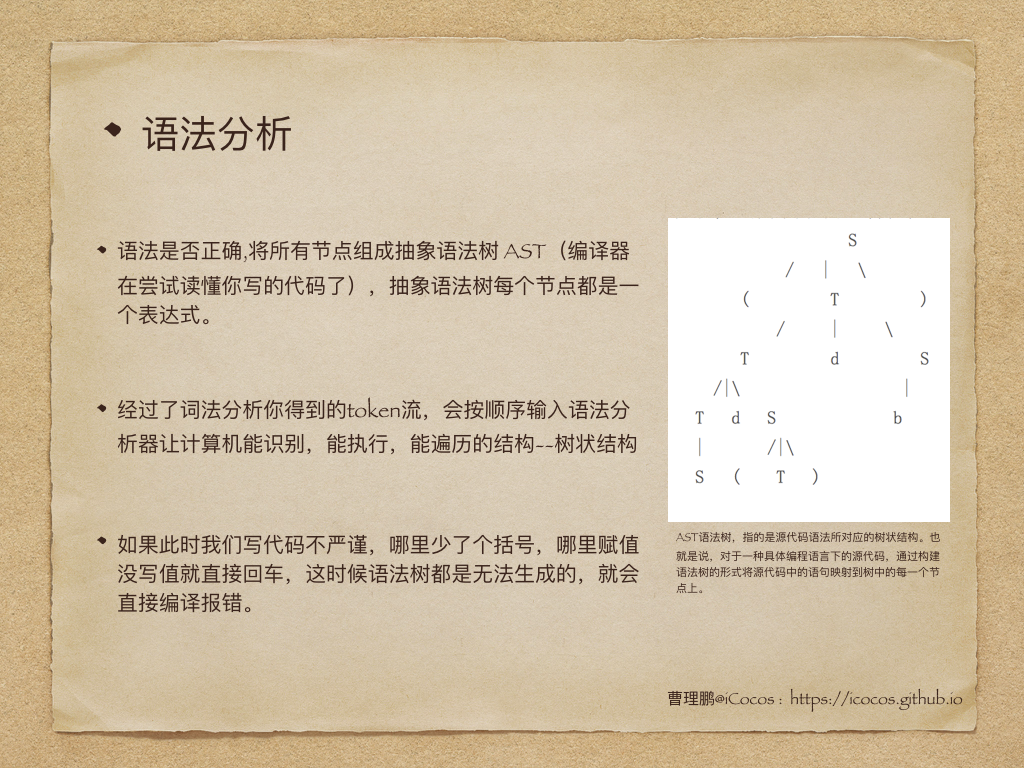 语法分析
语法是否正确,将所有节点组成抽象语法树 AST（编译器
在尝试读懂你写的代码了），抽象语法树每个节点都是一
个表达式。
经过了词法分析你得到的token流，会按顺序输入语法分
析器让计算机能识别，能执行，能遍历的结构--树状结构
如果此时我们写代码不严谨，哪里少了个括号，哪里赋值
没写值就直接回车，这时候语法树都是无法生成的，就会
直接编译报错。
S
/ | \
( T )
/ | \
T d S
/|\ |
T d S b
| /|\
S ( T )
AST语法树，指的是源代码语法所对应的树状结构。也
就是说，对于一种具体编程语言下的源代码，通过构建
语法树的形式将源代码中的语句映射到树中的每一个节
点上。
曹理鹏@iCocos : https://icocos.github.io